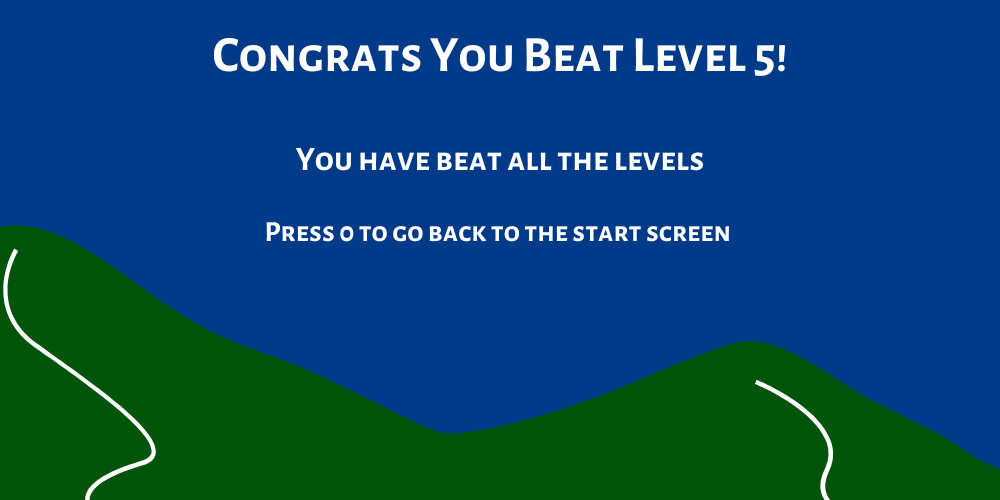 Congrats You Beat Level 5!
You have beat all the levels
Press 0 to go back to the start screen